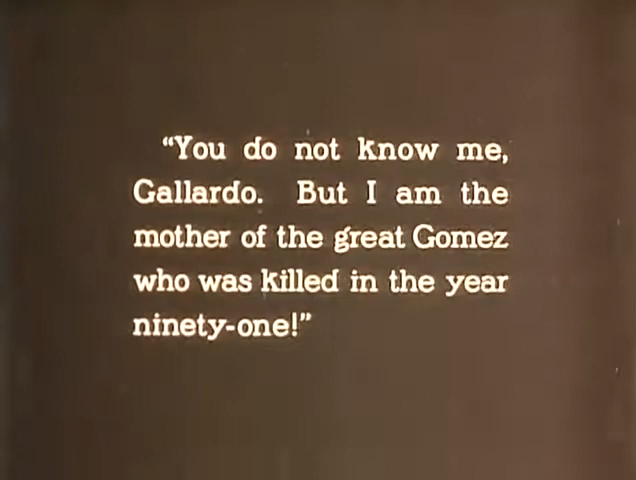 “You do not know me,
Gallardo. But I am the
mother of the great Gomez
who was killed in the year
ninety-one!”